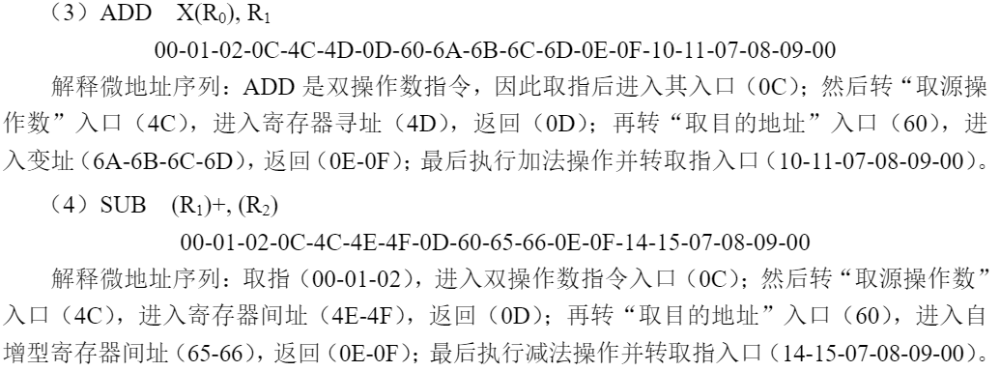 （3）ADD　X(R₀), R₁
00-01-02-0C-4C-4D-0D-60-6A-6B-6C-6D-0E-0F-10-11-07-08-09-00
解释微地址序列：ADD 是双操作数指令，因此取指后进入其入口（0C）；然后转“取源操
作数”入口（4C），进入寄存器寻址（4D），返回（0D）；再转“取目的地址”入口（60），进
入变址（6A-6B-6C-6D），返回（0E-0F）；最后执行加法操作并转取指入口（10-11-07-08-09-00）。
（4）SUB　(R₁)+, (R₂)
00-01-02-0C-4C-4E-4F-0D-60-65-66-0E-0F-14-15-07-08-09-00
解释微地址序列：取指（00-01-02），进入双操作数指令入口（0C）；然后转“取源操作数”
入口（4C），进入寄存器间址（4E-4F），返回（0D）；再转“取目的地址”入口（60），进入自
增型寄存器间址（65-66），返回（0E-0F）；最后执行减法操作并转取指入口（14-15-07-08-09-00）。